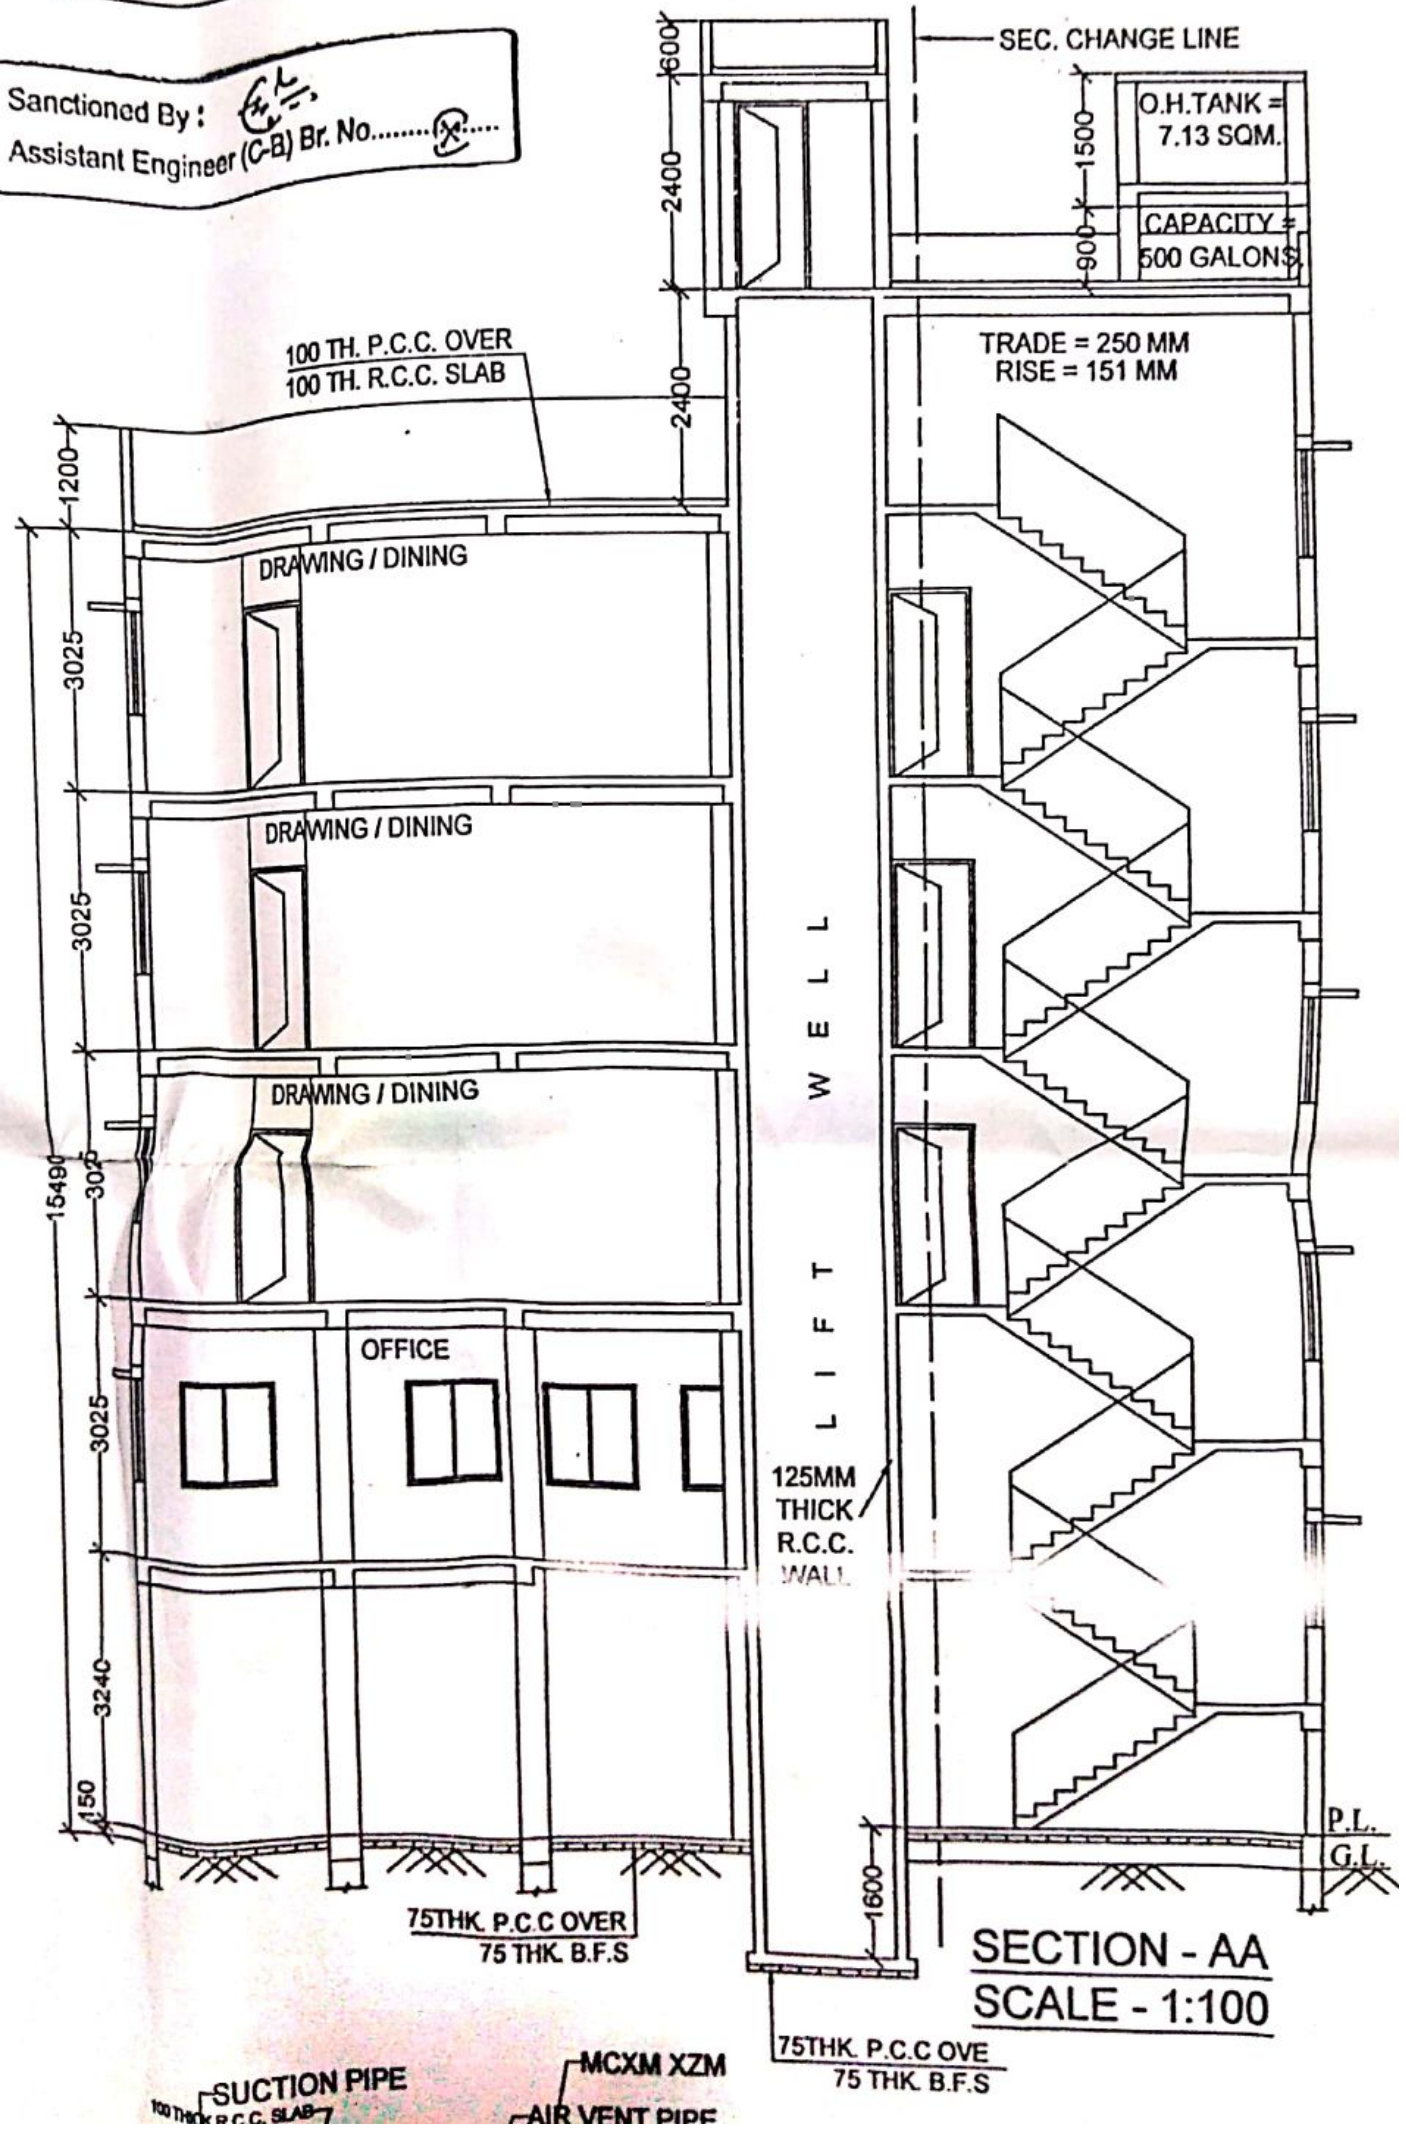 Sanctioned By :
Assistant Engineer (C-B) Br. No.................
SEC. CHANGE LINE
600
2400
1500
900
O.H.TANK =
7.13 SQM.
CAPACITY =
500 GALONS.
100 TH. P.C.C. OVER
100 TH. R.C.C. SLAB
TRADE = 250 MM
RISE = 151 MM
2400
1200
DRAWING / DINING
3025
DRAWING / DINING
3025
DRAWING / DINING
15490
3025
LIFT WELL
OFFICE
3025
125MM
THICK
R.C.C.
WALL
3240
150
P.L.
G.L.
1600
75THK. P.C.C OVER
75 THK. B.F.S
SECTION - AA
SCALE - 1:100
75THK. P.C.C OVE
75 THK. B.F.S
MCXM XZM
SUCTION PIPE
100 THICK R.C.C. SLAB
AIR VENT PIPE